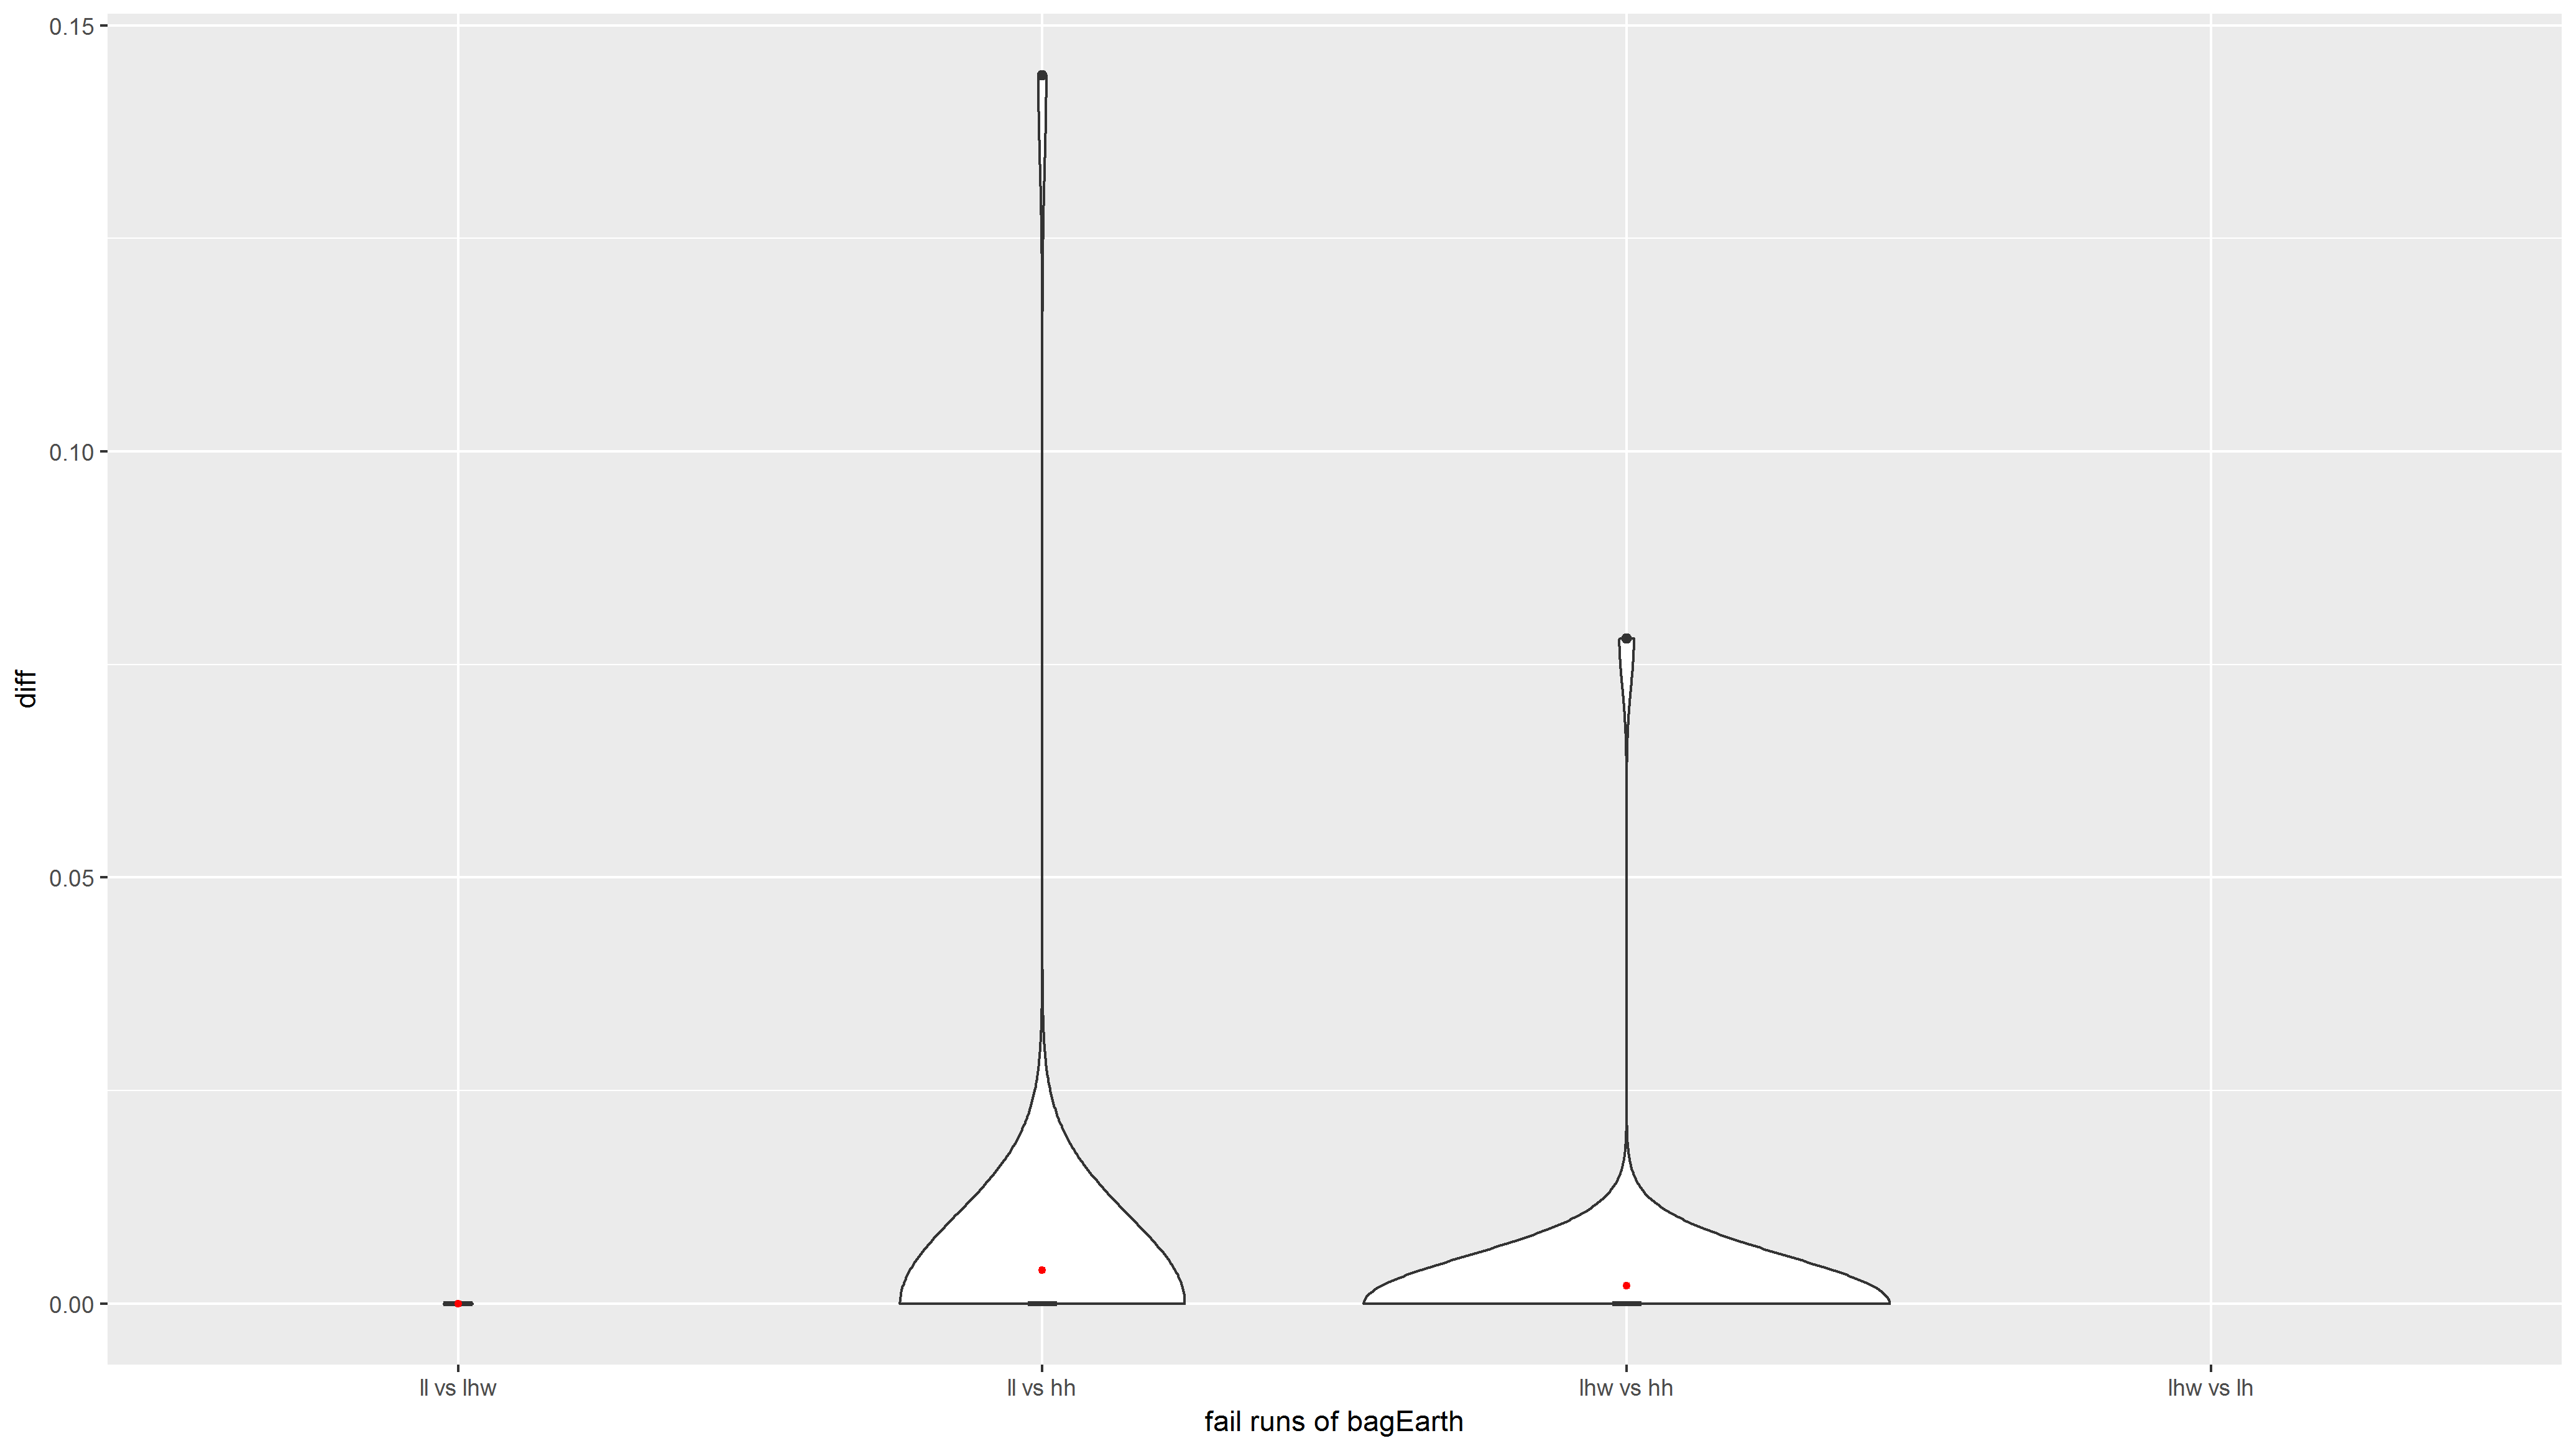 0.15
0.10
0.05
0.00
diff
ll vs lhw
ll vs hh
lhw vs hh
lhw vs lh
fail runs of bagEarth